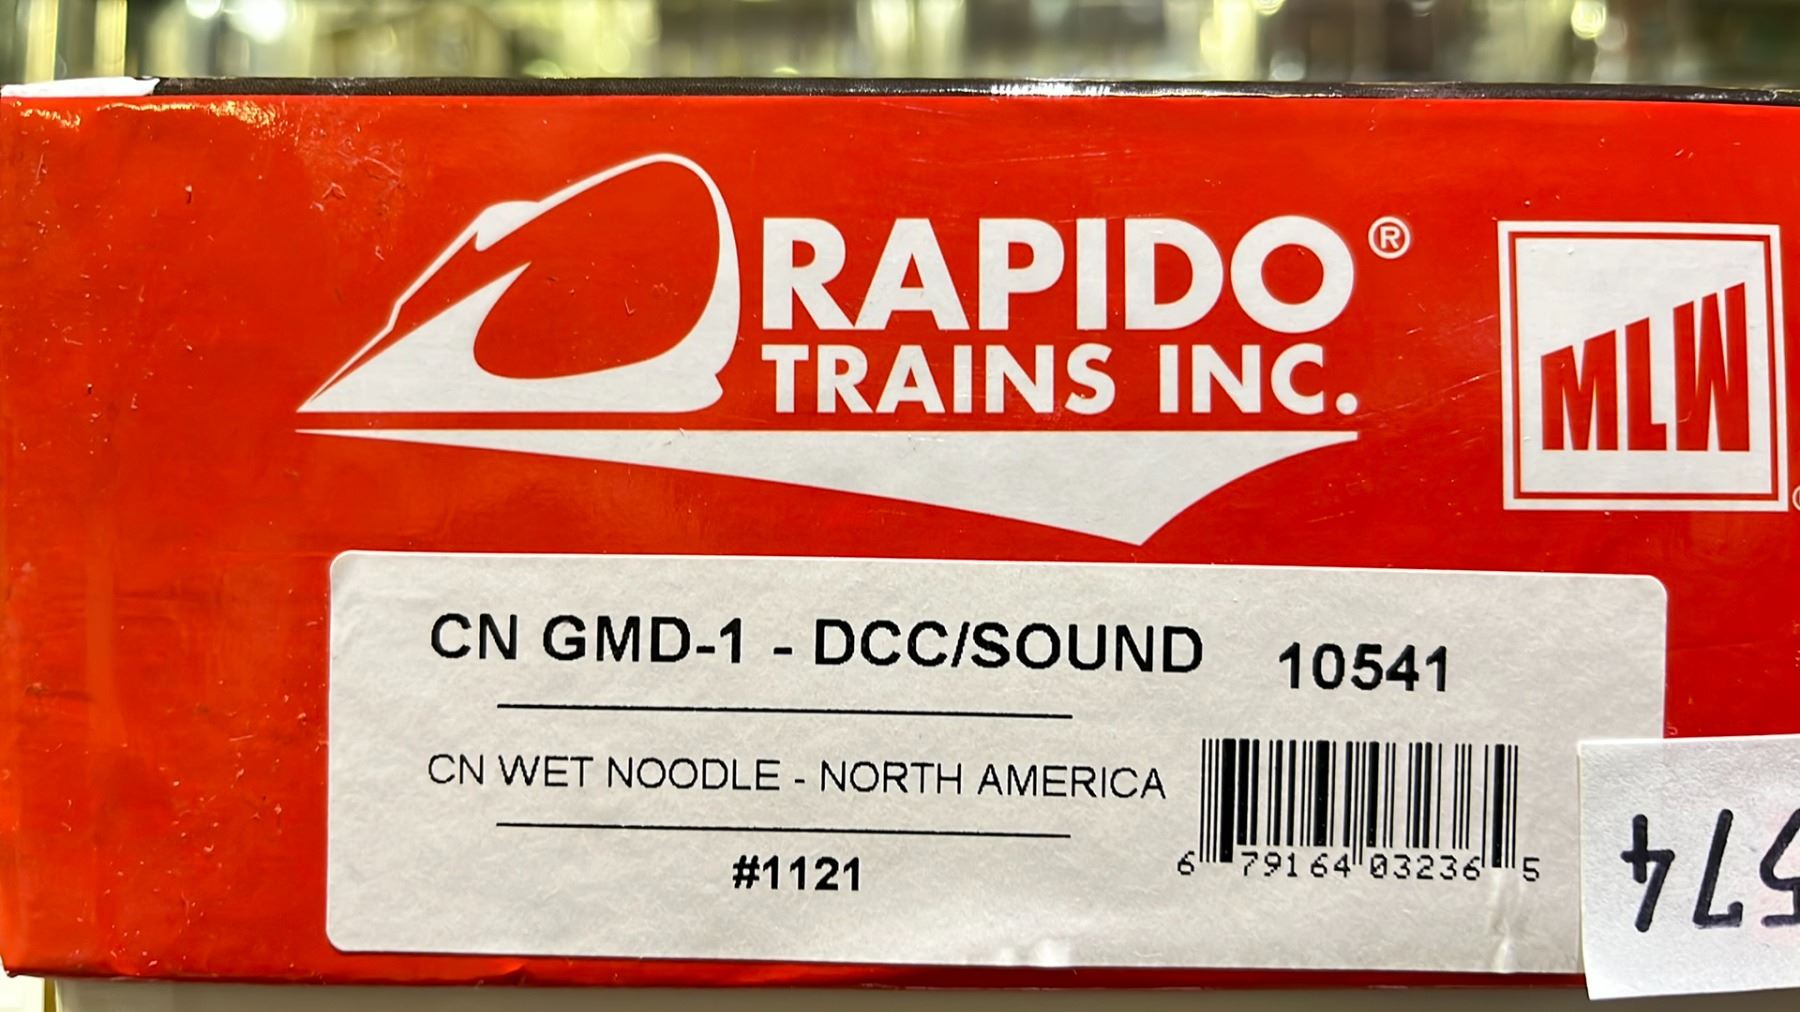 RAPIDO®
TRAINS INC.
MLW
CN GMD-1 - DCC/SOUND 10541
CN WET NOODLE - NORTH AMERICA
#1121
6 79164 03236 5